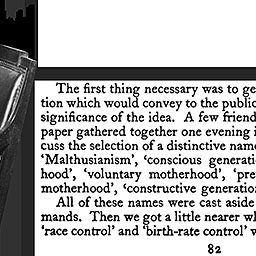 The first thing necessary was to ge
tion which would convey to the public
significance of the idea. A few friend
paper gathered together one evening i
cuss the selection of a distinctive name
'Malthusianism', 'conscious generati
hood', 'voluntary motherhood', 'pre
motherhood', 'constructive generation
All of these names were cast aside
mands. Then we got a little nearer wh
'race control' and 'birth-rate control' w
82